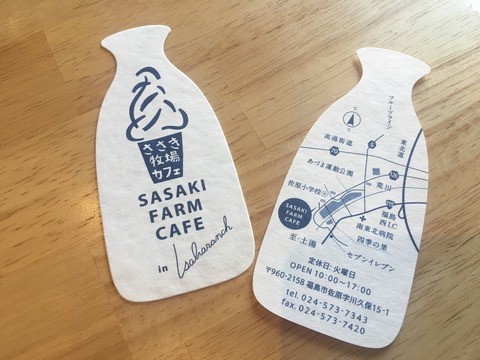 ささき
牧場
カフェ
SASAKI
FARM
CAFE
in
フルーツライン
N
高湯街道
70
5
東北道
あづま運動公園
荒川
佐原小学校
SASAKI
FARM
CAFE
福島
西I.C
南東北病院
四季の里
至.土湯
セブンイレブン
定休日:火曜日
OPEN 10:00〜17:00
〒960-2158 福島市佐原字川久保15-1
tel. 024-573-7343
fax. 024-573-7420